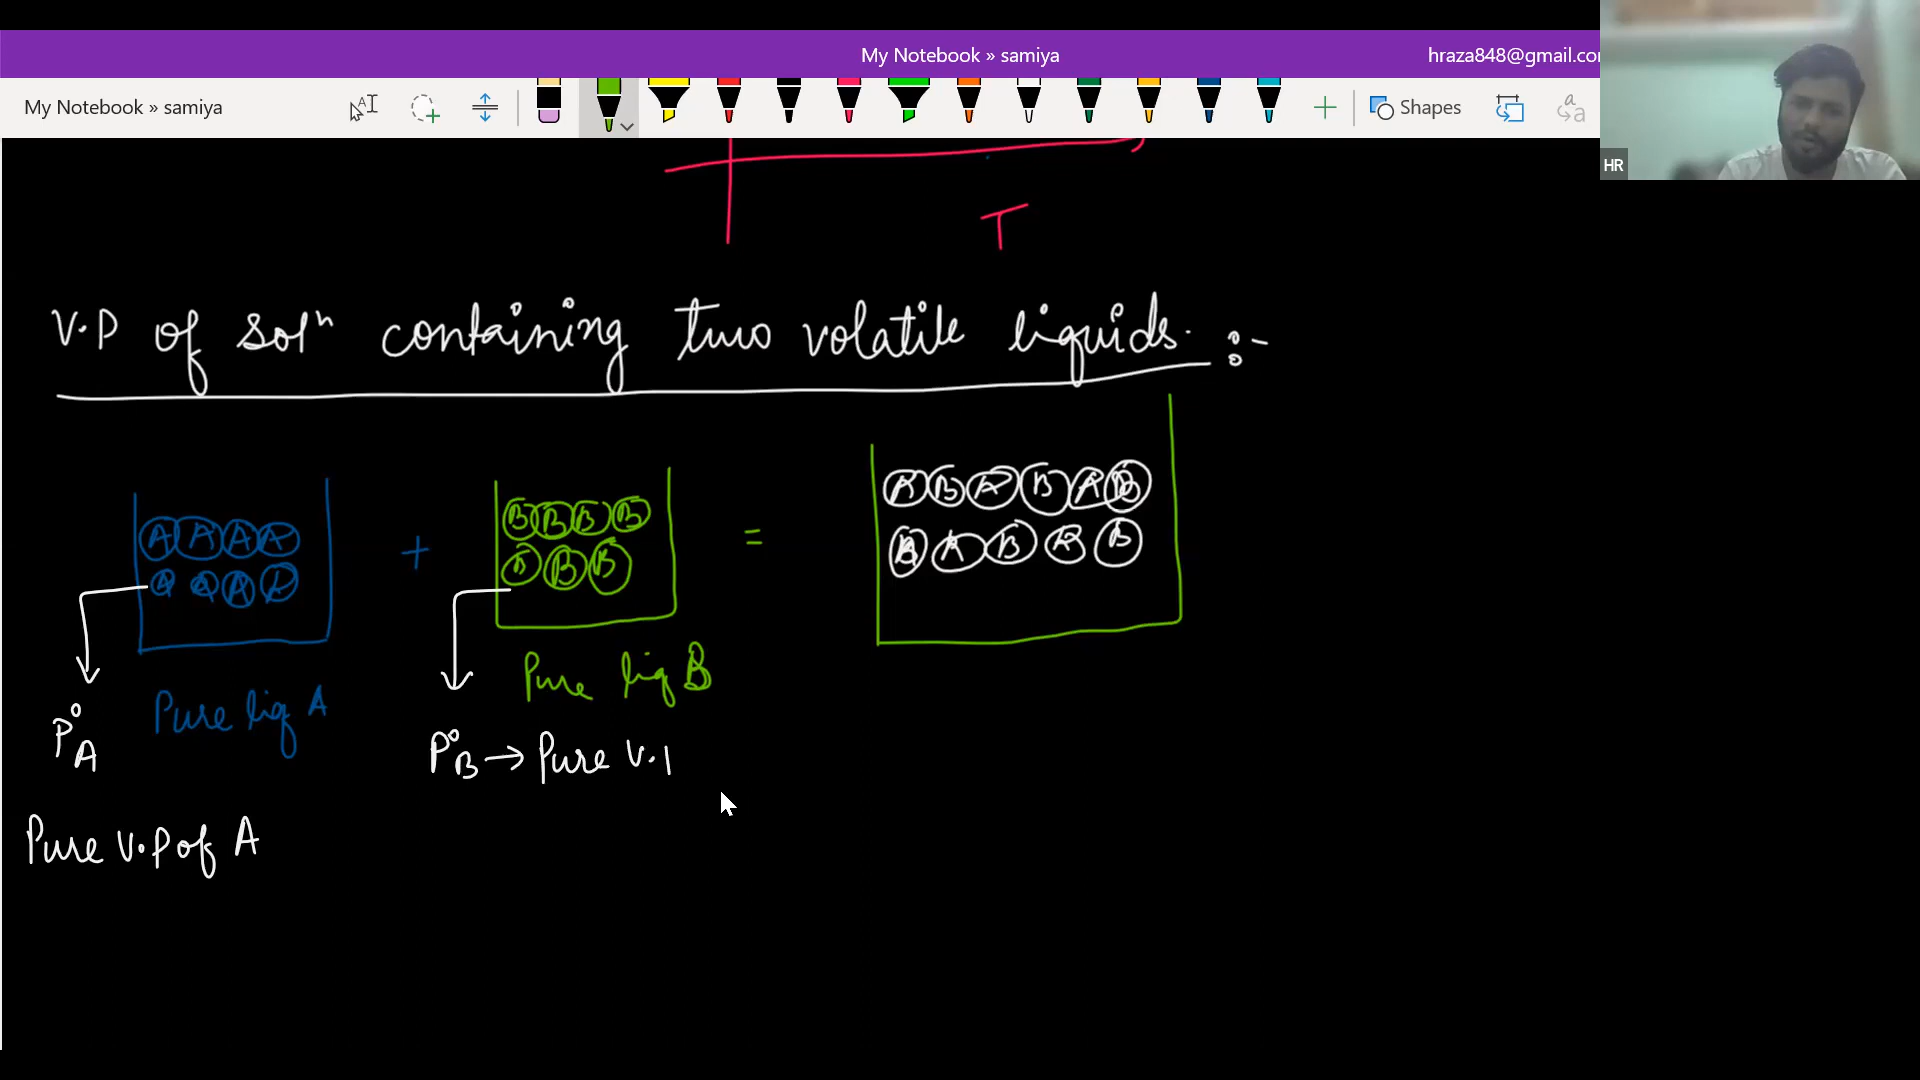 My Notebook » samiya
hraza848@gmail.co
My Notebook » samiya
Shapes
HR
T
V.P of solⁿ containing two volatile liquids. :-
A A A A
A A A
B B B B
B B
+
=
A B A B A B
A B B
Pure liq A
Pure liq B
P°A
P°B → Pure V.
Pure V.P of A